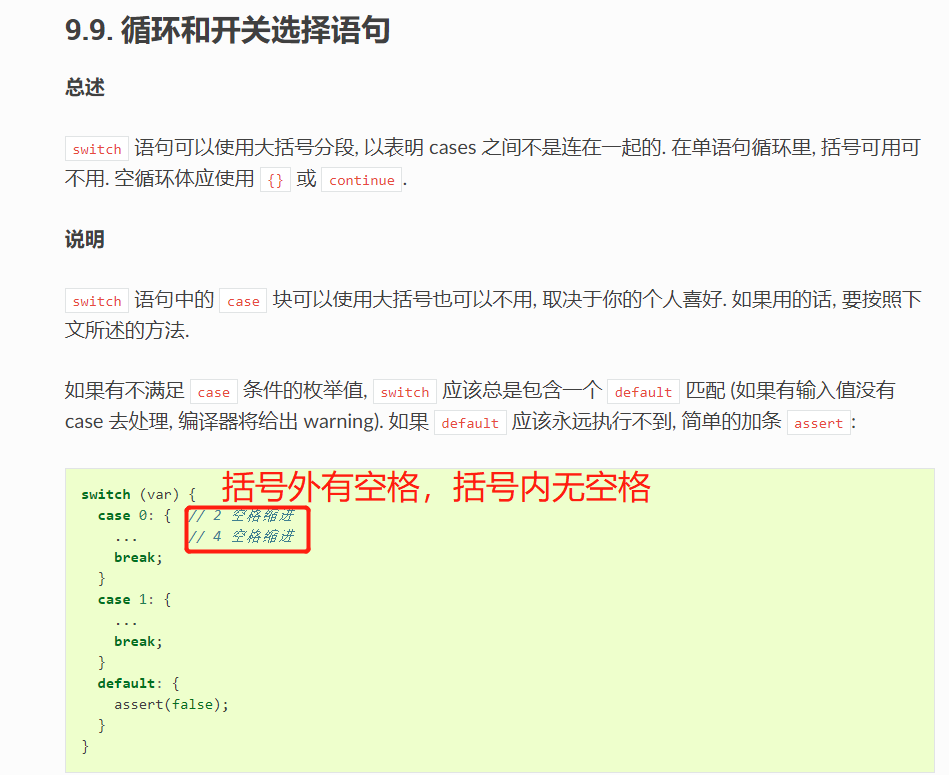 9.9. 循环和开关选择语句
总述
switch 语句可以使用大括号分段, 以表明 cases 之间不是连在一起的. 在单语句循环里, 括号可用可
不用. 空循环体应使用 {} 或 continue.
说明
switch 语句中的 case 块可以使用大括号也可以不用, 取决于你的个人喜好. 如果用的话, 要按照下
文所述的方法.
如果有不满足 case 条件的枚举值, switch 应该总是包含一个 default 匹配 (如果有输入值没有
case 去处理, 编译器将给出 warning). 如果 default 应该永远执行不到, 简单的加条 assert:
括号外有空格，括号内无空格
switch (var) {
  case 0: {  // 2 空格缩进
    ...      // 4 空格缩进
    break;
  }
  case 1: {
    ...
    break;
  }
  default: {
    assert(false);
  }
}